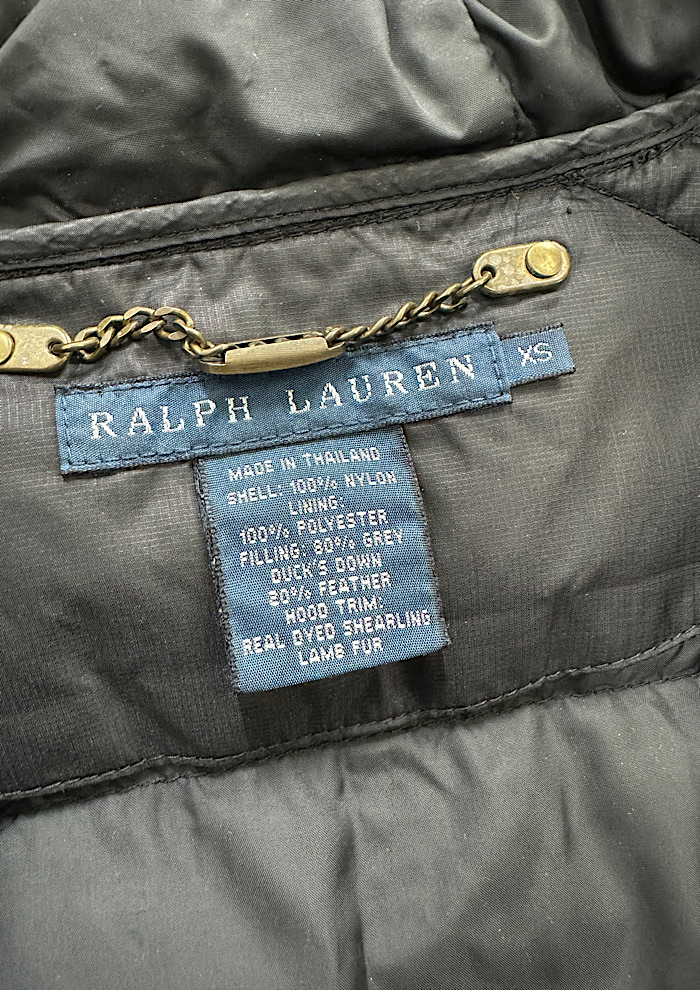 RALPH LAUREN
XS
MADE IN THAILAND
SHELL: 100% NYLON
LINING:
100% POLYESTER
FILLING: 80% GREY
DUCK'S DOWN
20% FEATHER
HOOD TRIM:
REAL DYED SHEARLING
LAMB FUR